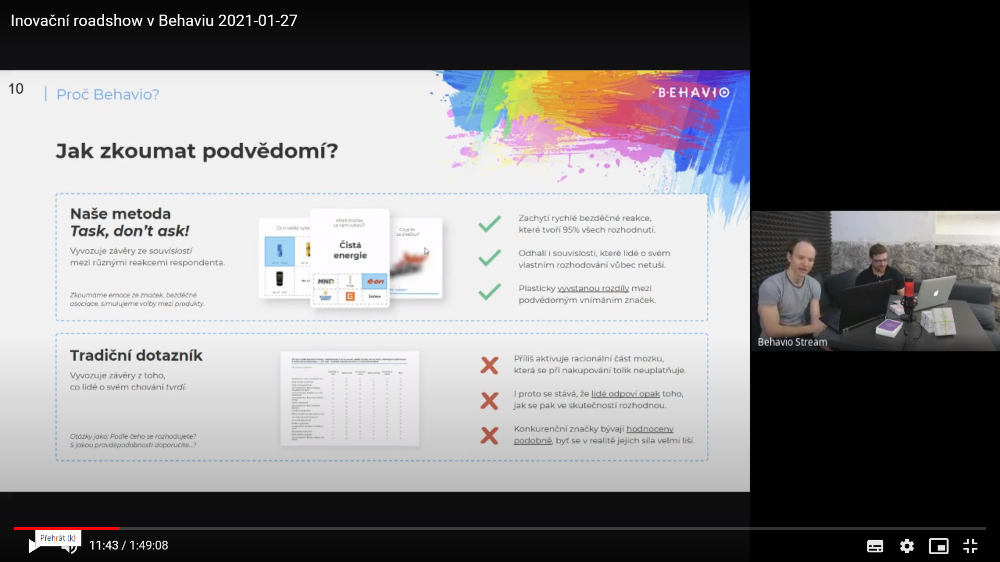 Inovační roadshow v Behaviu 2021-01-27
10
Proč Behavio?
BEHAVIO
Jak zkoumat podvědomí?
Naše metoda
Task, don't ask!
Vyvozuje závěry ze souvislostí
mezi různými reakcemi respondenta.
Zkoumáme emoce ze značek, bezděčné
asociace, simulujeme volby mezi produkty.
Co si raději vybe
Která značka
se vám vybaví?
Čistá
energie
MND
e-on
ŽÁDNÁ
Co je to
za značku?
Zachytí rychlé bezděčné reakce,
které tvoří 95% všech rozhodnutí.
Odhalí i souvislosti, které lidé o svém
vlastním rozhodování vůbec netuší.
Plasticky vyvstanou rozdíly mezi
podvědomým vnímáním značek.
Tradiční dotazník
Vyvozuje závěry z toho,
co lidé o svém chování tvrdí.
Otázky jako: Podle čeho se rozhodujete?
S jakou pravděpodobností doporučíte...?
Příliš aktivuje racionální část mozku,
která se při nakupování tolik neuplatňuje.
I proto se stává, že lidé odpoví opak toho,
jak se pak ve skutečnosti rozhodnou.
Konkurenční značky bývají hodnoceny
podobně, byť se v realitě jejich síla velmi liší.
Behavio Stream
Přehrát (k)
11:43 / 1:49:08